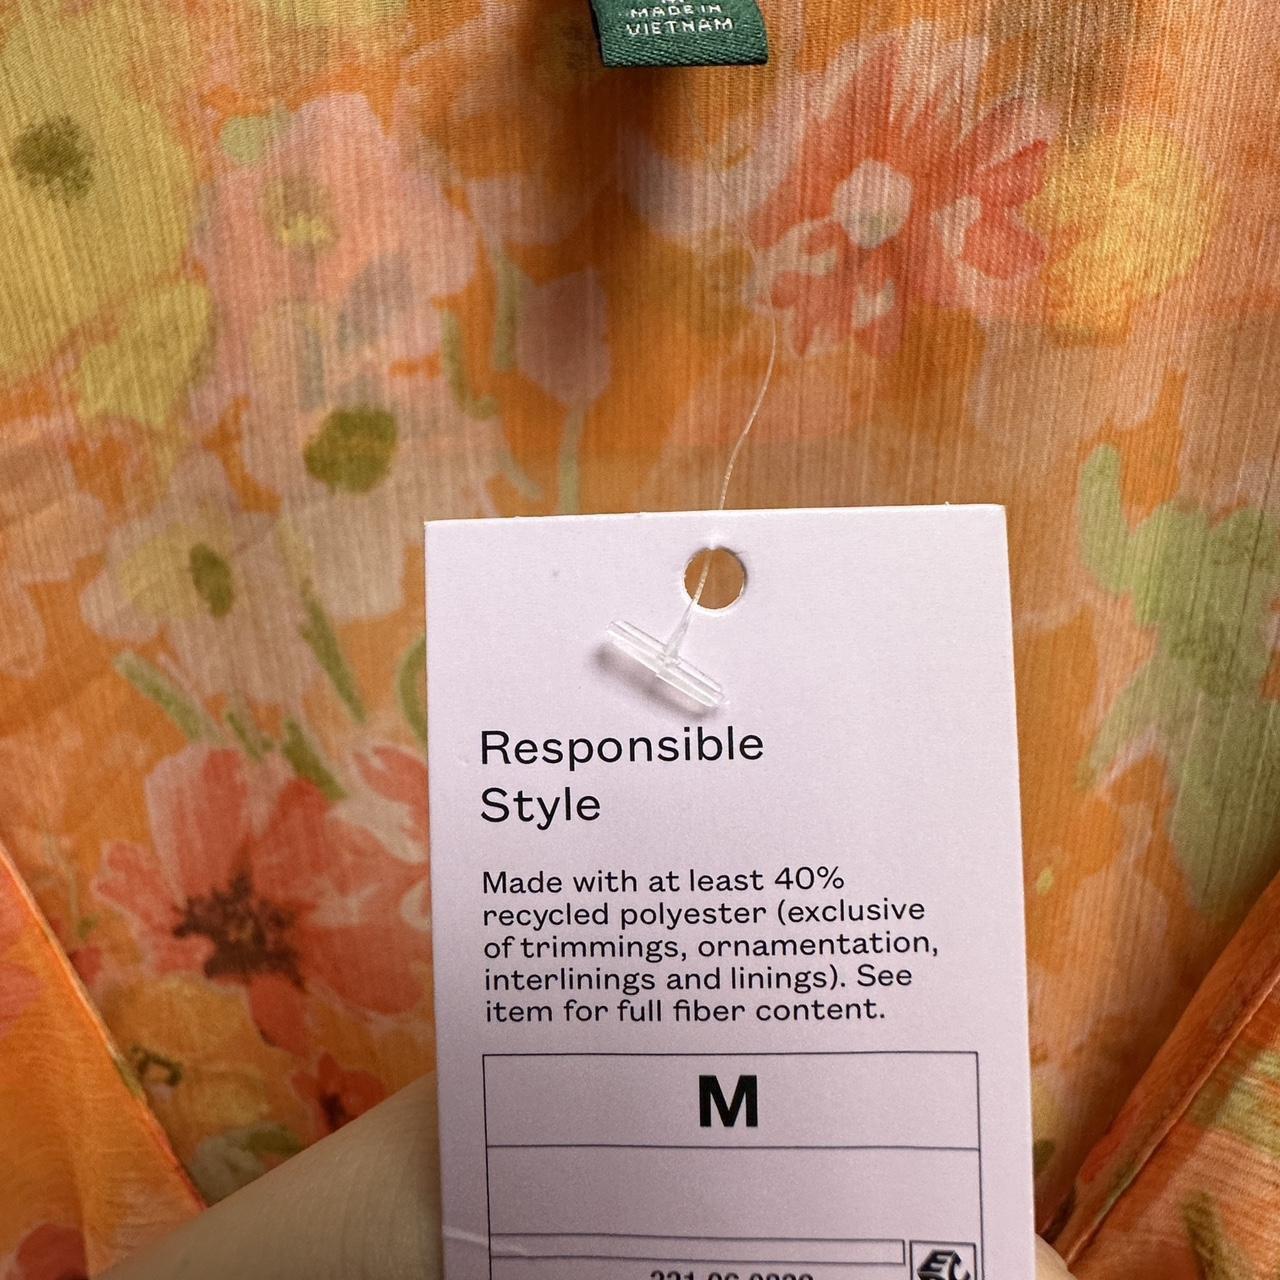 MADE IN
VIETNAM
Responsible
Style
Made with at least 40%
recycled polyester (exclusive
of trimmings, ornamentation,
interlinings and linings). See
item for full fiber content.
M